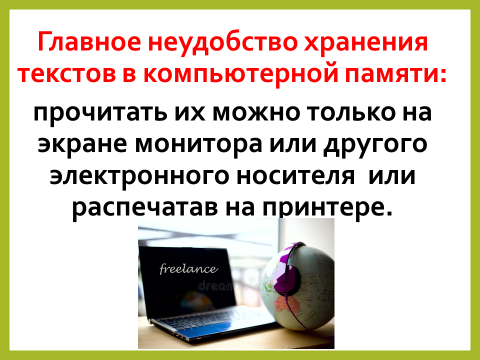 Главное неудобство хранения
текстов в компьютерной памяти:
прочитать их можно только на
экране монитора или другого
электронного носителя или
распечатав на принтере.
freelance